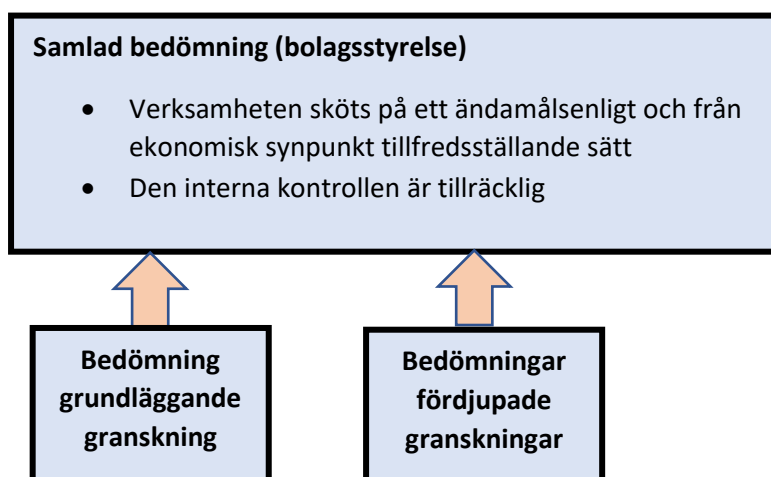 Samlad bedömning (bolagsstyrelse)
• Verksamheten sköts på ett ändamålsenligt och från
ekonomisk synpunkt tillfredsställande sätt
• Den interna kontrollen är tillräcklig
Bedömning
grundläggande
granskning
Bedömningar
fördjupade
granskningar